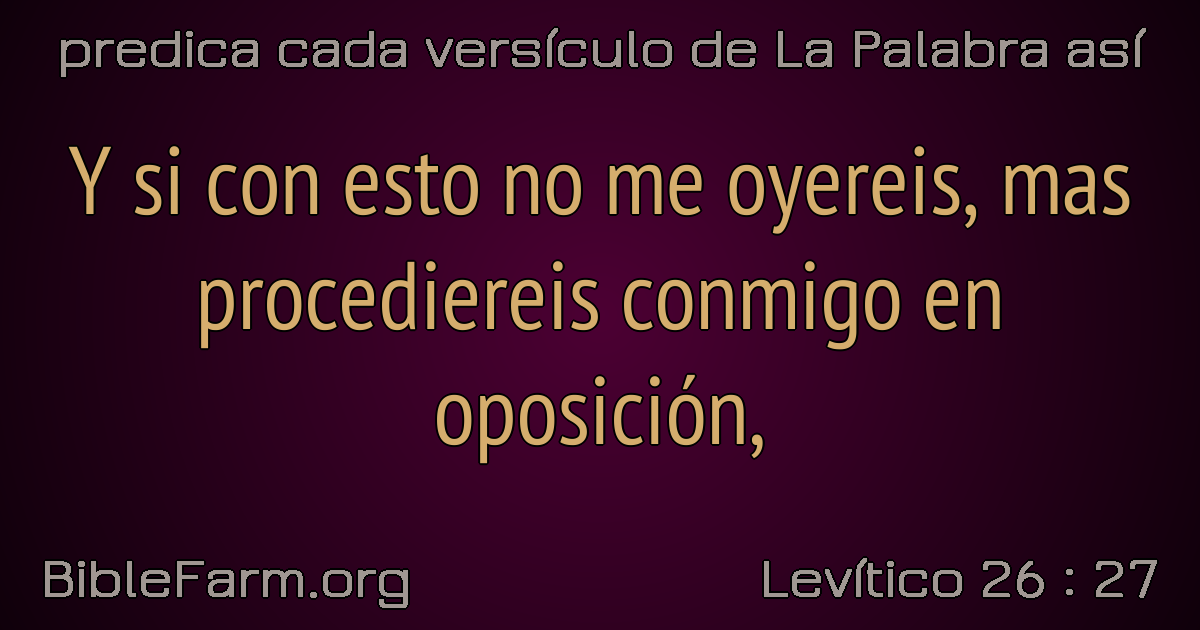 predica cada versículo de La Palabra así
Y si con esto no me oyereis, mas
procediereis conmigo en
oposición,
BibleFarm.org
Levítico 26 : 27